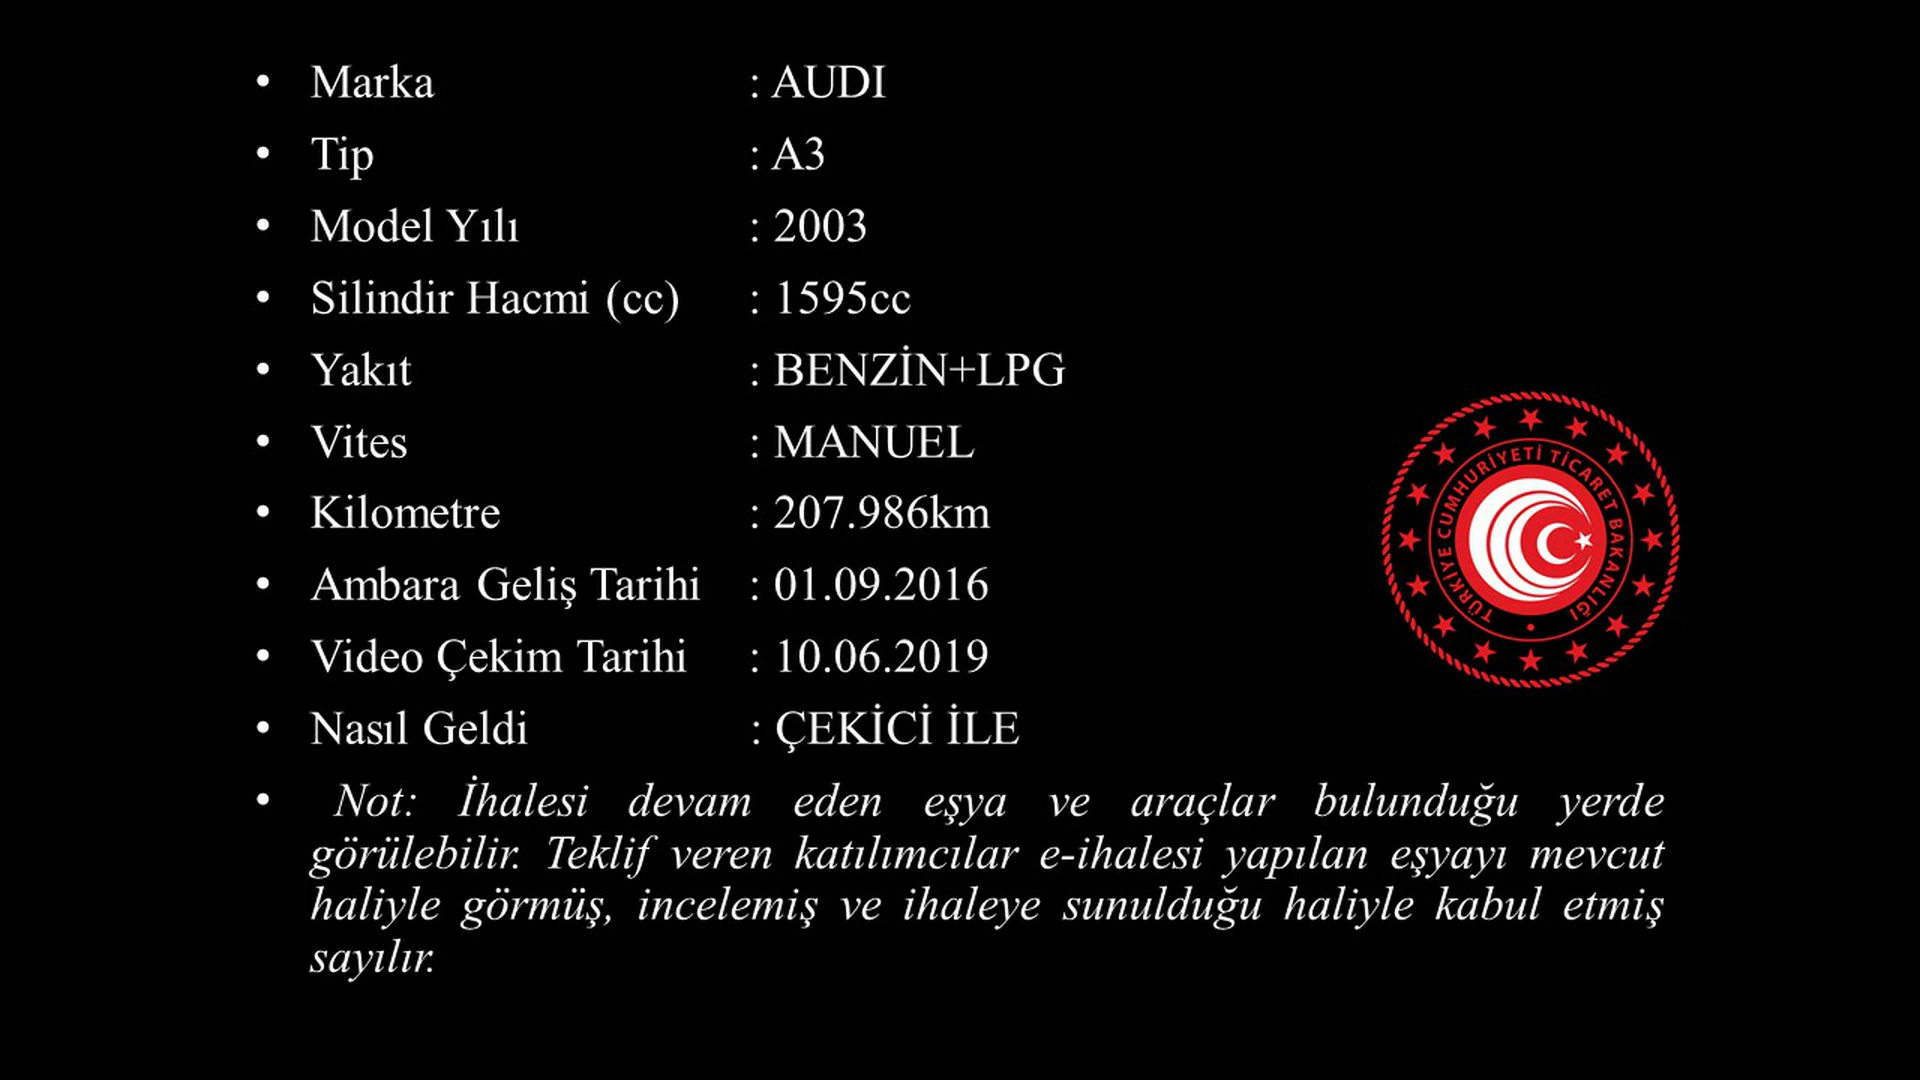 • Marka : AUDI
• Tip : A3
• Model Yılı : 2003
• Silindir Hacmi (cc) : 1595cc
• Yakıt : BENZİN+LPG
• Vites : MANUEL
• Kilometre : 207.986km
• Ambara Geliş Tarihi : 01.09.2016
• Video Çekim Tarihi : 10.06.2019
• Nasıl Geldi : ÇEKİCİ İLE
• Not: İhalesi devam eden eşya ve araçlar bulunduğu yerde
görülebilir. Teklif veren katılımcılar e-ihalesi yapılan eşyayı mevcut
haliyle görmüş, incelemiş ve ihaleye sunulduğu haliyle kabul etmiş
sayılır.
TÜRKİYE CUMHURİYETİ TİCARET BAKANLIĞI